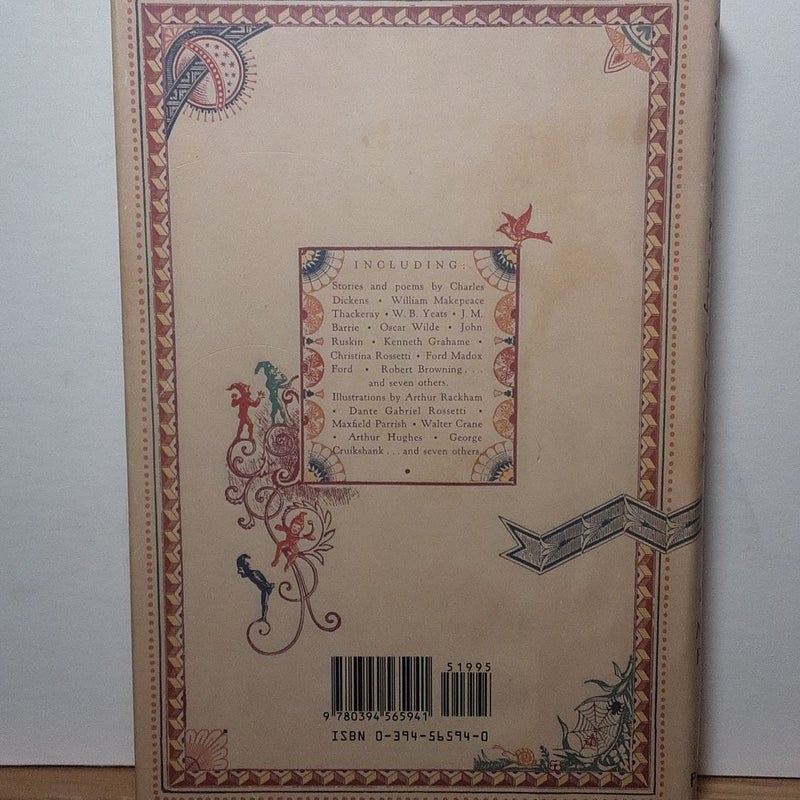 INCLUDING:
Stories and poems by Charles
Dickens • William Makepeace
Thackeray • W. B. Yeats • J. M.
Barrie • Oscar Wilde • John
Ruskin • Kenneth Grahame •
Christina Rossetti • Ford Madox
Ford • Robert Browning . . .
and seven others.
Illustrations by Arthur Rackham
• Dante Gabriel Rossetti •
Maxfield Parrish • Walter Crane
• Arthur Hughes • George
Cruikshank . . . and seven others.
51995
9 780394 565941
ISBN 0-394-56594-0